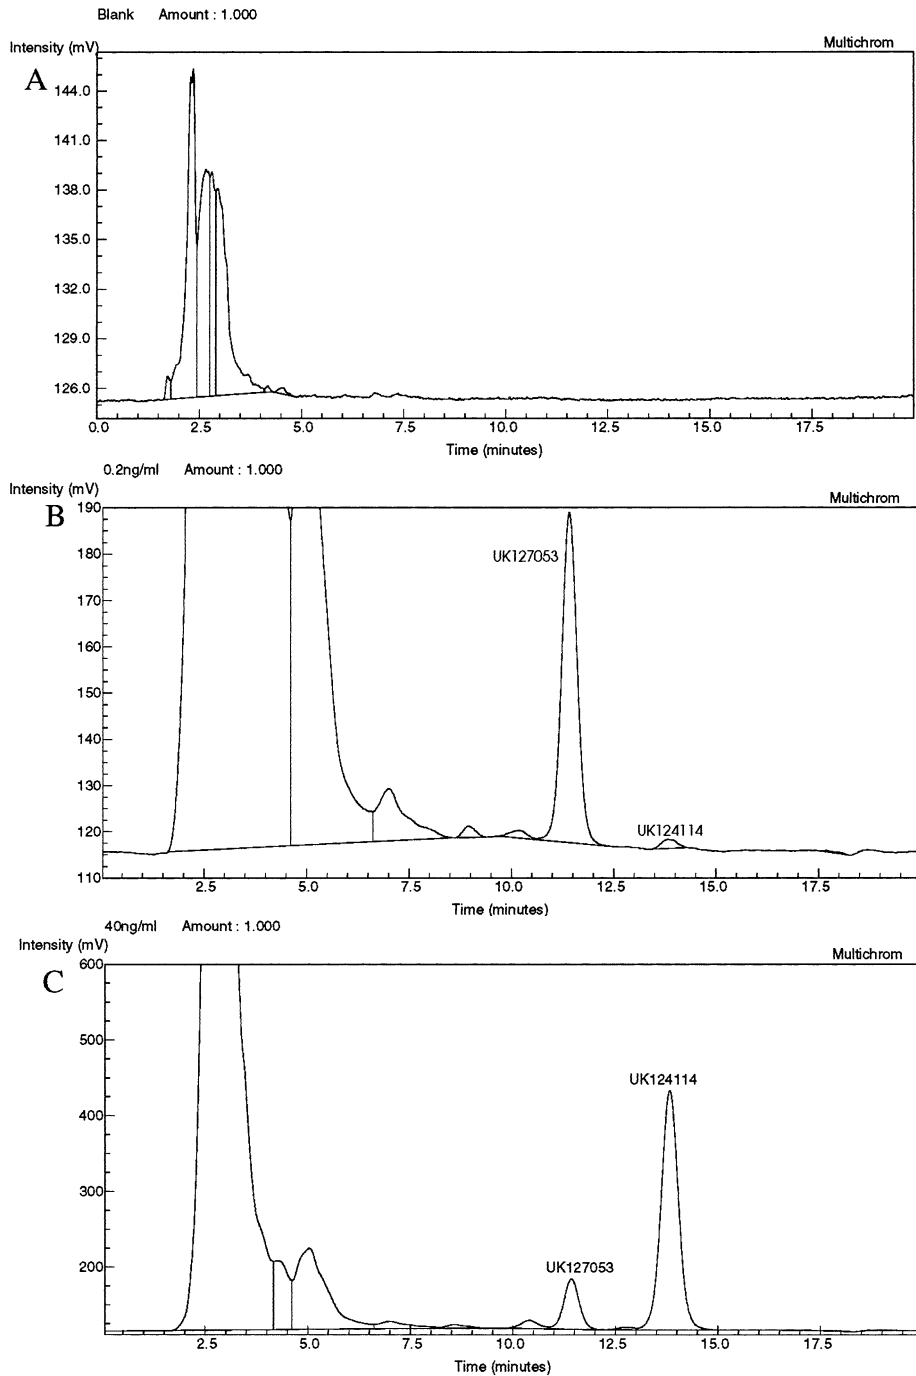 Blank Amount : 1.000
Intensity (mV)
Multichrom
A
144.0
141.0
138.0
135.0
132.0
129.0
126.0
0.0 2.5 5.0 7.5 10.0 12.5 15.0 17.5
Time (minutes)
0.2ng/ml Amount : 1.000
Intensity (mV)
Multichrom
B
190
180
170
160
150
140
130
120
110
UK127053
UK124114
2.5 5.0 7.5 10.0 12.5 15.0 17.5
Time (minutes)
40ng/ml Amount : 1.000
Intensity (mV)
Multichrom
C
600
500
400
300
200
UK124114
UK127053
2.5 5.0 7.5 10.0 12.5 15.0 17.5
Time (minutes)